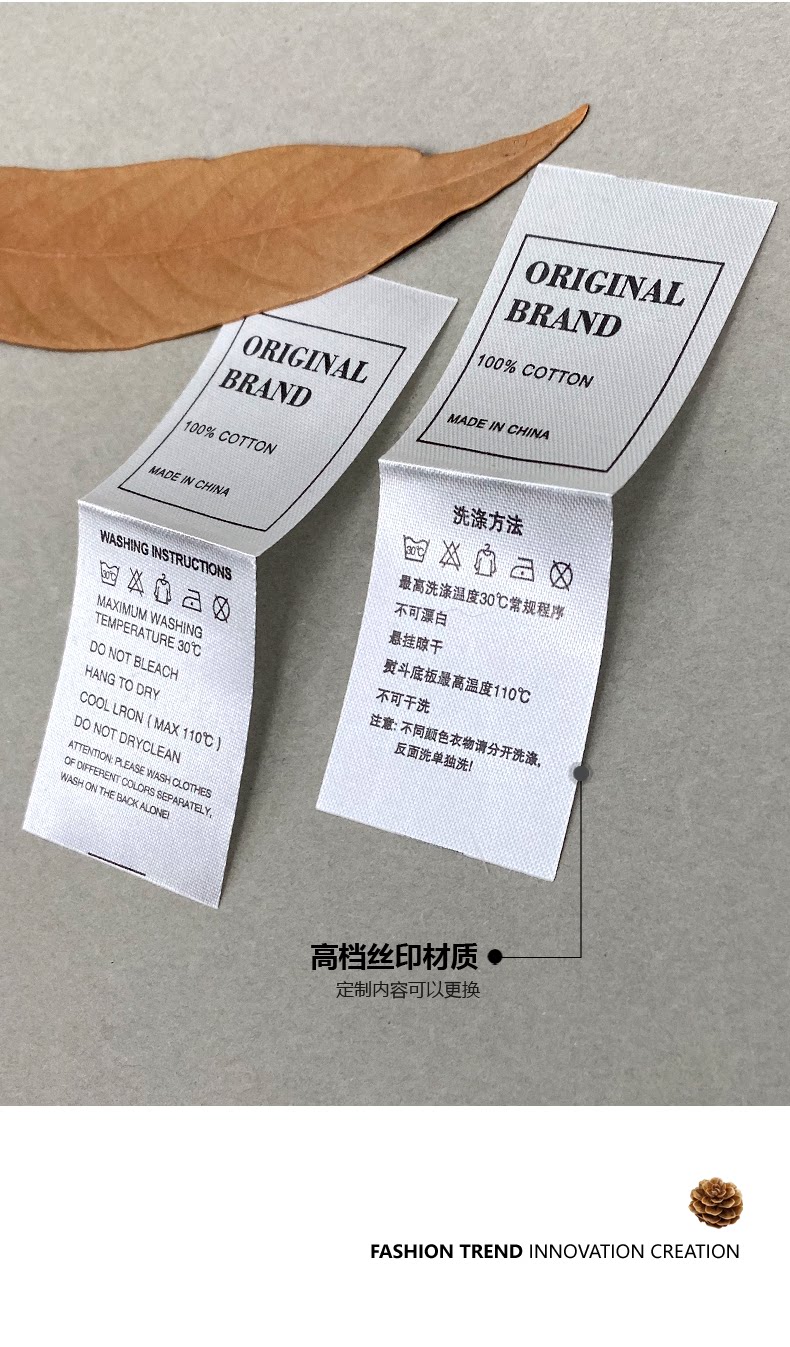 ORIGINAL
BRAND
100% COTTON
MADE IN CHINA
WASHING INSTRUCTIONS
30℃
MAXIMUM WASHING
TEMPERATURE 30℃
DO NOT BLEACH
HANG TO DRY
COOL LRON ( MAX 110℃ )
DO NOT DRYCLEAN
ATTENTION: PLEASE WASH CLOTHES
OF DIFFERENT COLORS SEPARATELY,
WASH ON THE BACK ALONE!
ORIGINAL
BRAND
100% COTTON
MADE IN CHINA
洗涤方法
30℃
最高洗涤温度30℃常规程序
不可漂白
悬挂晾干
熨斗底板最高温度110℃
不可干洗
注意: 不同颜色衣物请分开洗涤,
反面洗单独洗!
高档丝印材质
定制内容可以更换
FASHION TREND INNOVATION CREATION